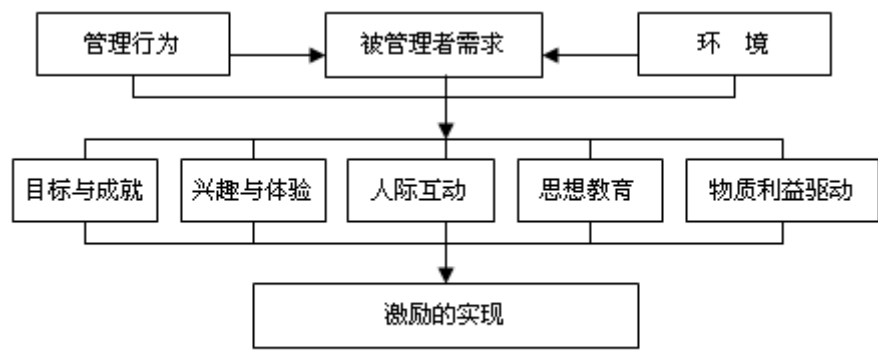 管理行为
被管理者需求
环 境
目标与成就
兴趣与体验
人际互动
思想教育
物质利益驱动
激励的实现